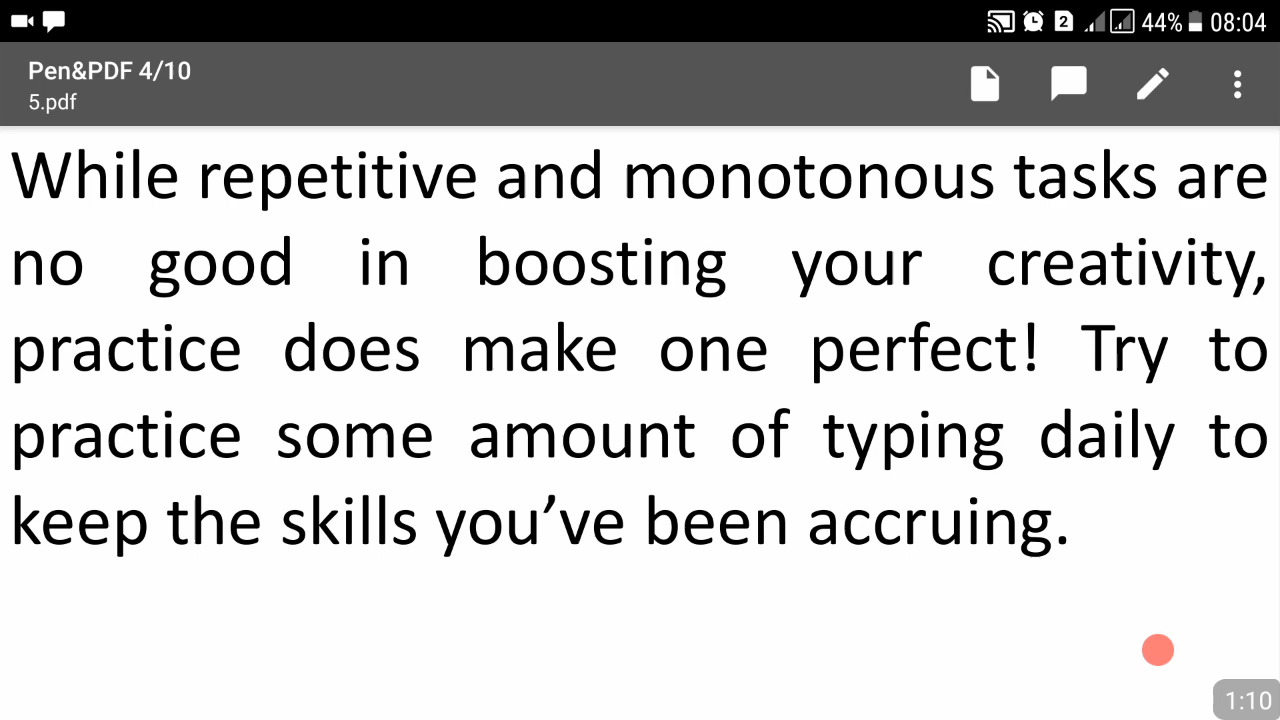 2 44% 08:04
Pen&PDF 4/10
5.pdf
While repetitive and monotonous tasks are
no good in boosting your creativity,
practice does make one perfect! Try to
practice some amount of typing daily to
keep the skills you’ve been accruing.
1:10